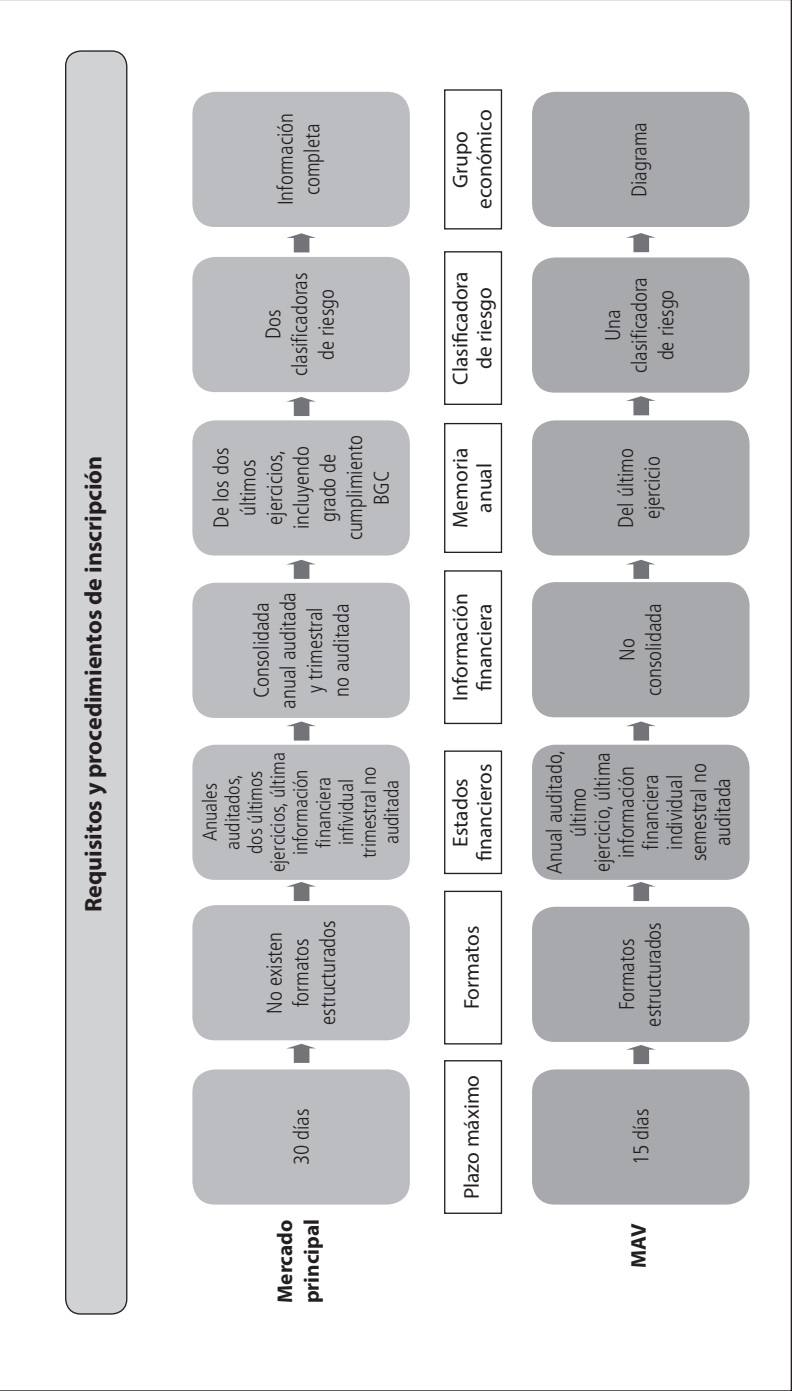 Requisitos y procedimientos de inscripción
Mercado
principal
30 días
No existen
formatos
estructurados
Anuales
auditados,
dos últimos
ejercicios, última
información
financiera
infividual
trimestral no
auditada
Consolidada
anual auditada
y trimestral
no auditada
De los dos
últimos
ejercicios,
incluyendo
grado de
cumplimiento
BGC
Dos
clasificadoras
de riesgo
Información
completa
Plazo máximo
Formatos
Estados
financieros
Información
financiera
Memoria
anual
Clasificadora
de riesgo
Grupo
económico
MAV
15 días
Formatos
estructurados
Anual auditado,
último
ejercicio, última
información
financiera
individual
semestral no
auditada
No
consolidada
Del último
ejercicio
Una
clasificadora
de riesgo
Diagrama